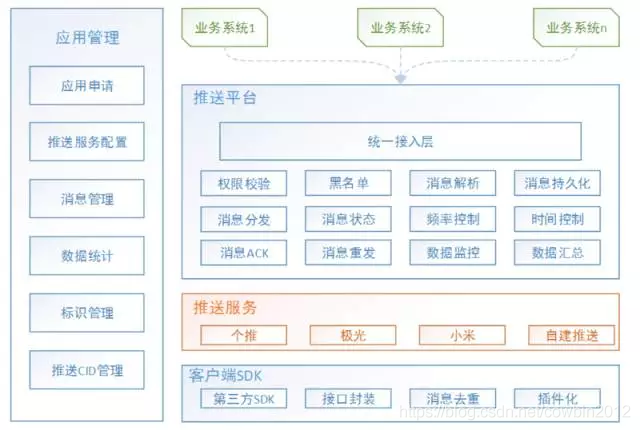 应用管理
应用申请
推送服务配置
消息管理
数据统计
标识管理
推送CID管理
业务系统1
业务系统2
业务系统n
推送平台
统一接入层
权限校验
黑名单
消息解析
消息持久化
消息分发
消息状态
频率控制
时间控制
消息ACK
消息重发
数据监控
数据汇总
推送服务
个推
极光
小米
自建推送
客户端SDK
第三方SDK
接口封装
消息去重
插件化
https://blog.csdn.net/cowbin2012